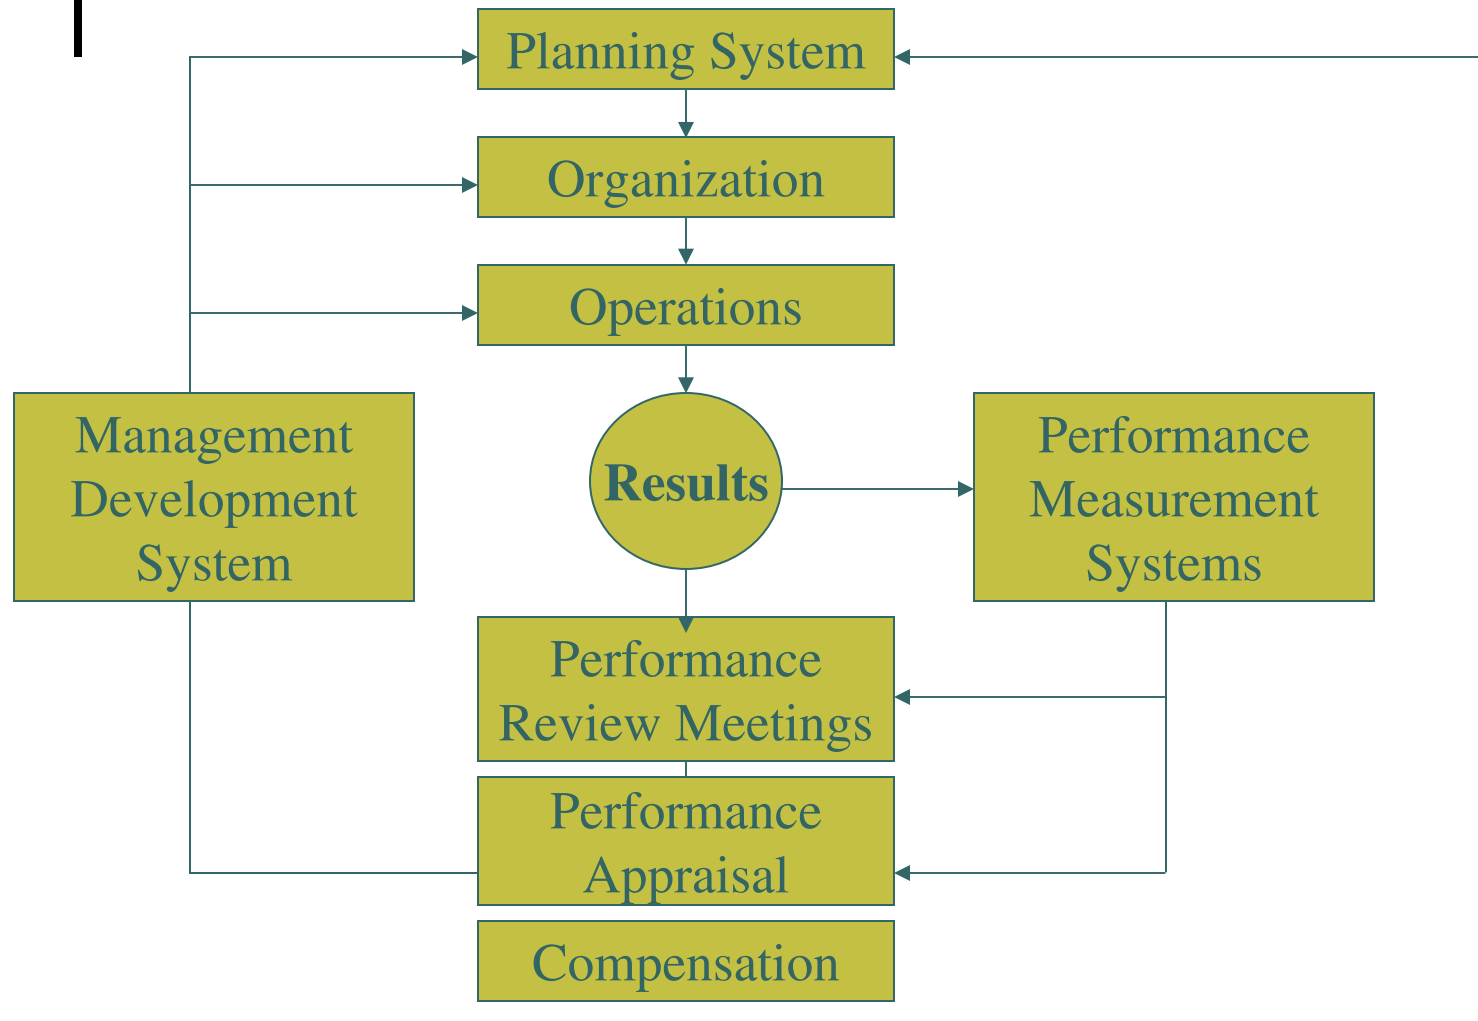 Planning System
Organization
Operations
Management
Development
System
Results
Performance
Measurement
Systems
Performance
Review Meetings
Performance
Appraisal
Compensation